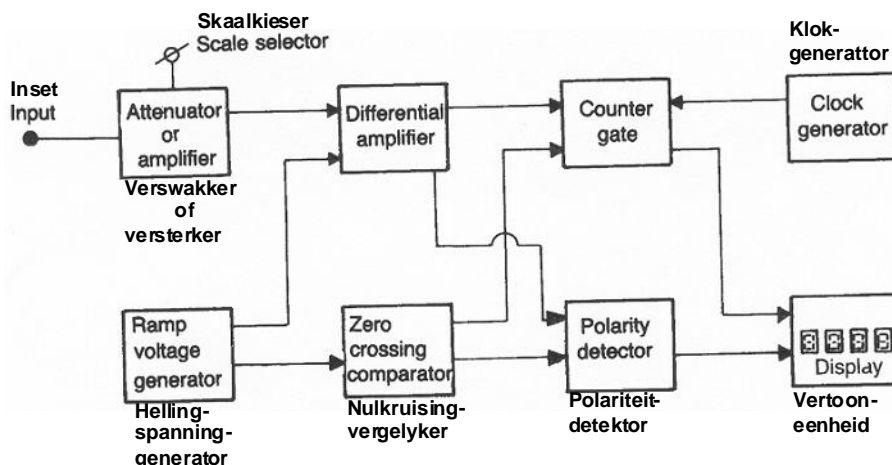 Skaalkieser
Scale selector
Inset
Input
Attenuator
or
amplifier
Verswakker
of
versterker
Differential
amplifier
Counter
gate
Klok-
generattor
Clock
generator
Ramp
voltage
generator
Helling-
spanning-
generator
Zero
crossing
comparator
Nulkruising-
vergelyker
Polarity
detector
Polariteit-
detektor
Display
Vertoon-
eenheid